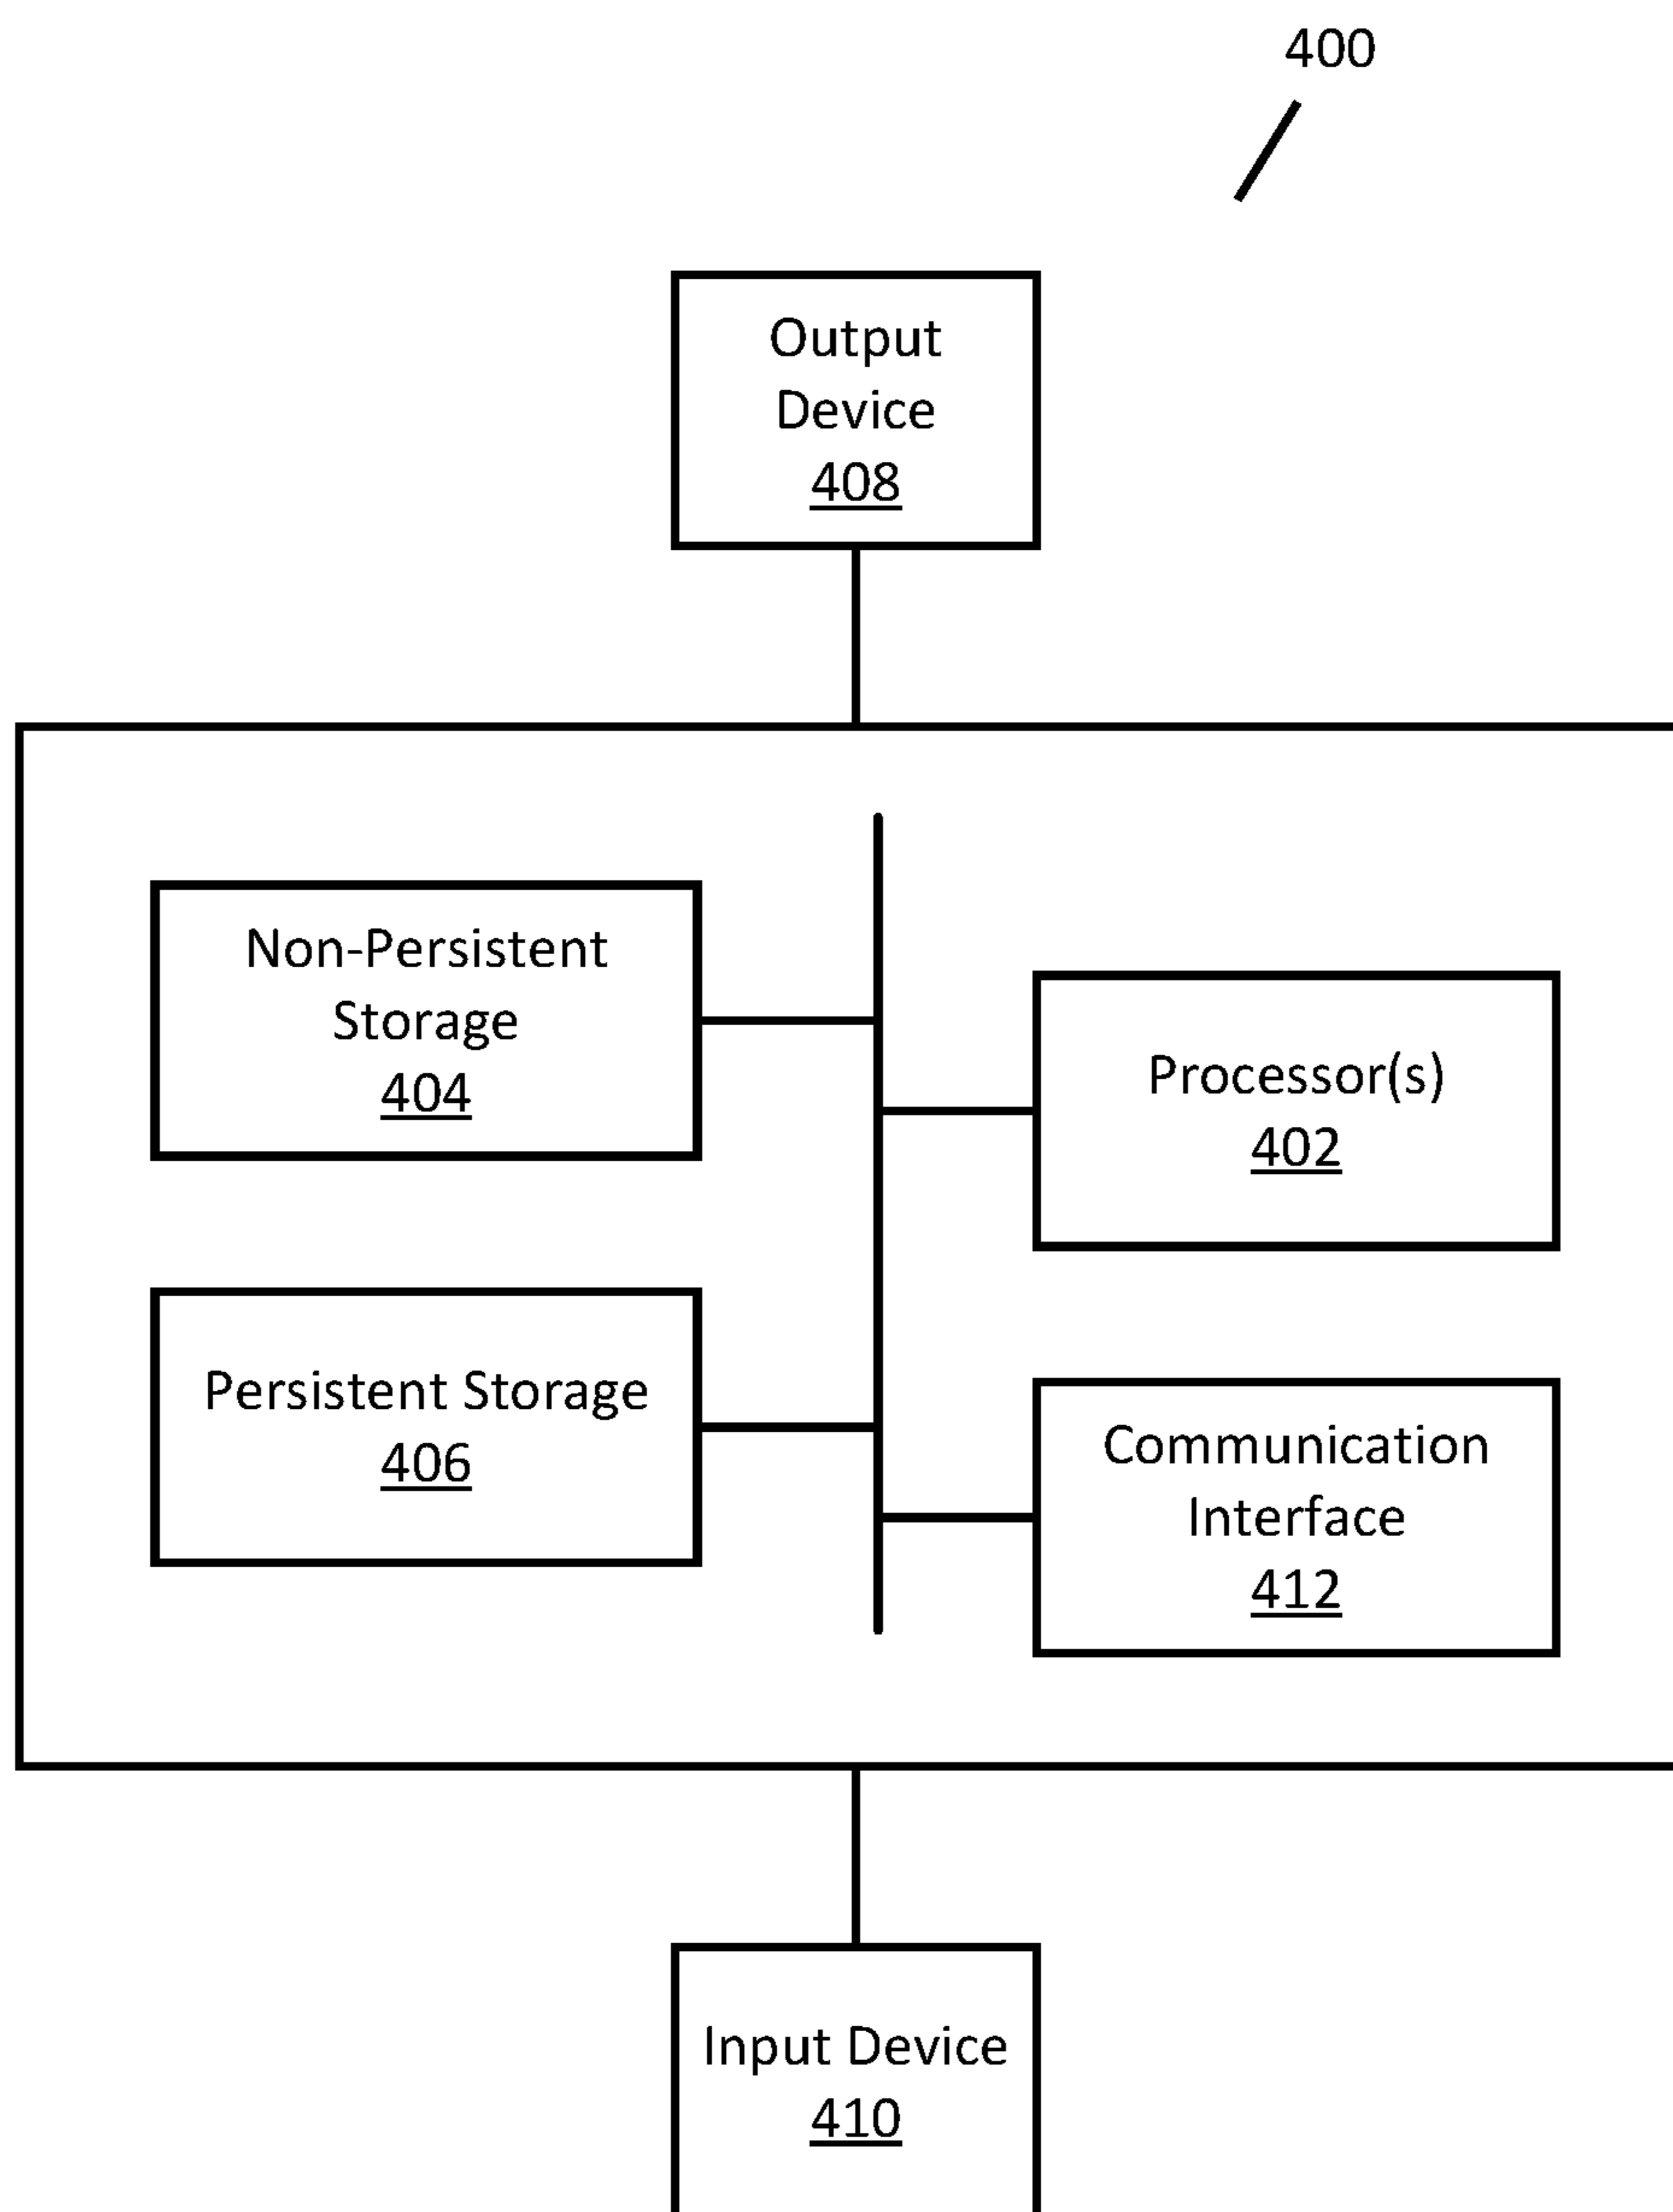 400
Output
Device
408
Non-Persistent
Storage
404
Processor(s)
402
Persistent Storage
406
Communication
Interface
412
Input Device
410